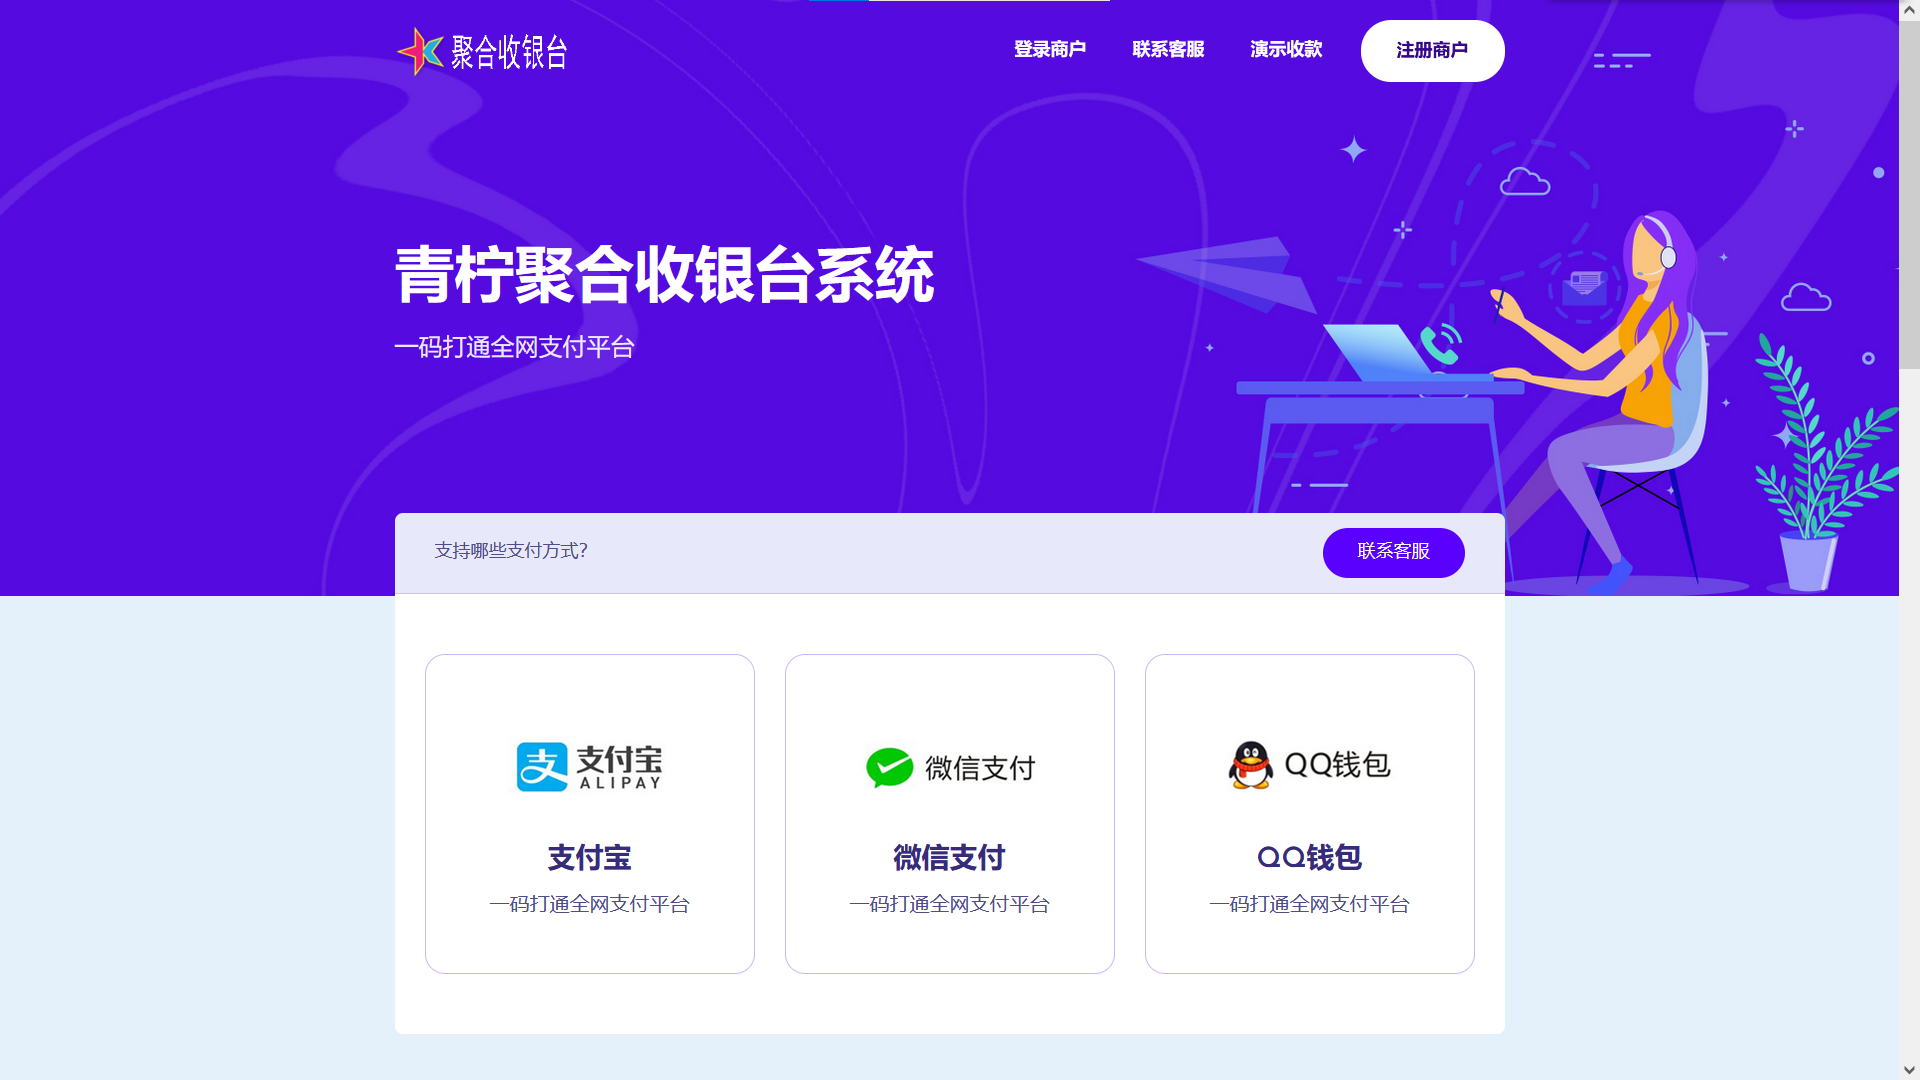 聚合收银台
登录商户
联系客服
演示收款
注册商户
青柠聚合收银台系统
一码打通全网支付平台
支持哪些支付方式?
联系客服
支 支付宝
ALIPAY
微信支付
QQ钱包
支付宝
微信支付
QQ钱包
一码打通全网支付平台
一码打通全网支付平台
一码打通全网支付平台